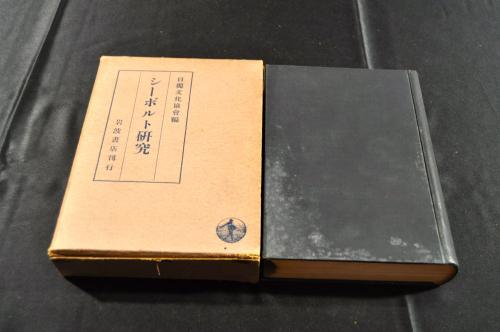 日獨文化協會編
シーボルト研究
岩波書店刊行